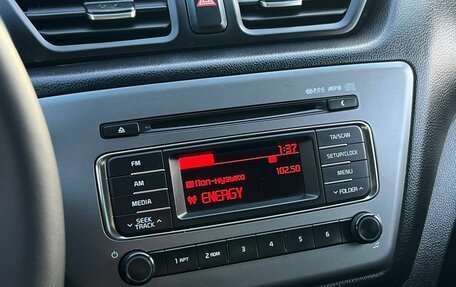 MP3
TA/SCAN
FM
1:37
SETUP/CLOCK
AM
Поп-музыка
102.50
MENU
MEDIA
ENERGY
FOLDER
SEEK
TRACK
1 RPT
2 RDM
3
4
5
6